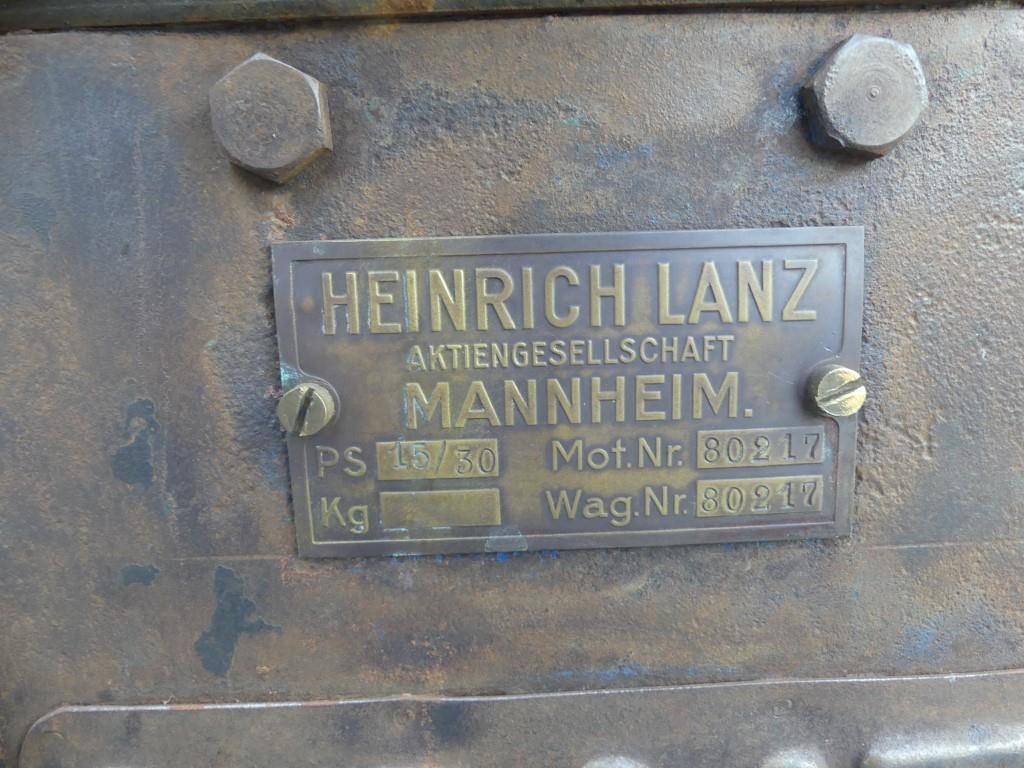 HEINRICH LANZ
AKTIENGESELLSCHAFT
MANNHEIM.
PS 15/30 Mot.Nr. 80217
Kg Wag.Nr. 80217